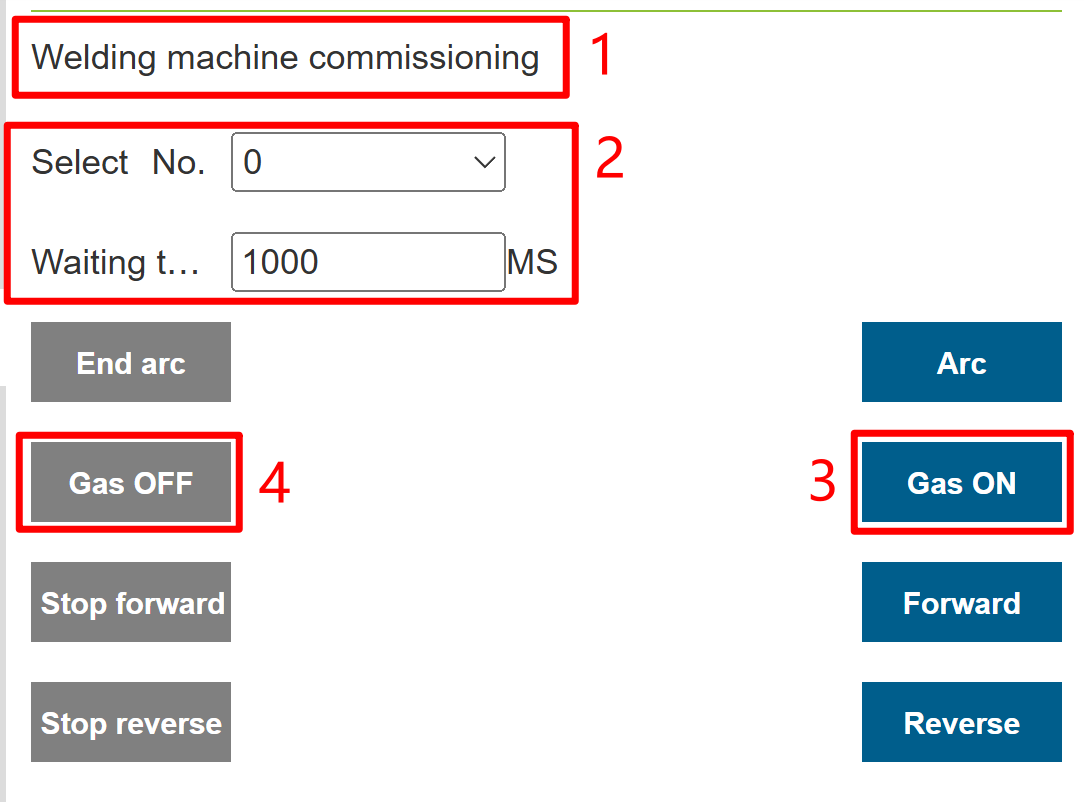 Welding machine commissioning 1
Select No. 0 2
Waiting t... 1000 MS
End arc Arc
Gas OFF 4 3 Gas ON
Stop forward Forward
Stop reverse Reverse